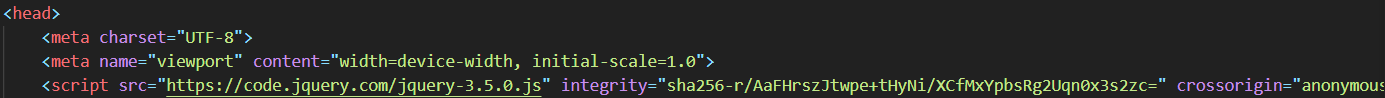 <head>
<meta charset="UTF-8">
<meta name="viewport" content="width=device-width, initial-scale=1.0">
<script src="https://code.jquery.com/jquery-3.5.0.js" integrity="sha256-r/AaFHrszJtwpe+tHyNi/XCfMxYpbsRg2Uqn0x3s2zc=" crossorigin="anonymous